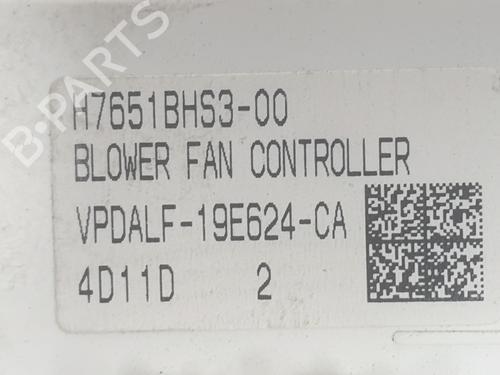 B-PARTS
H7651BHS3-00
BLOWER FAN CONTROLLER
VPDALF-19E624-CA
4D11D 2